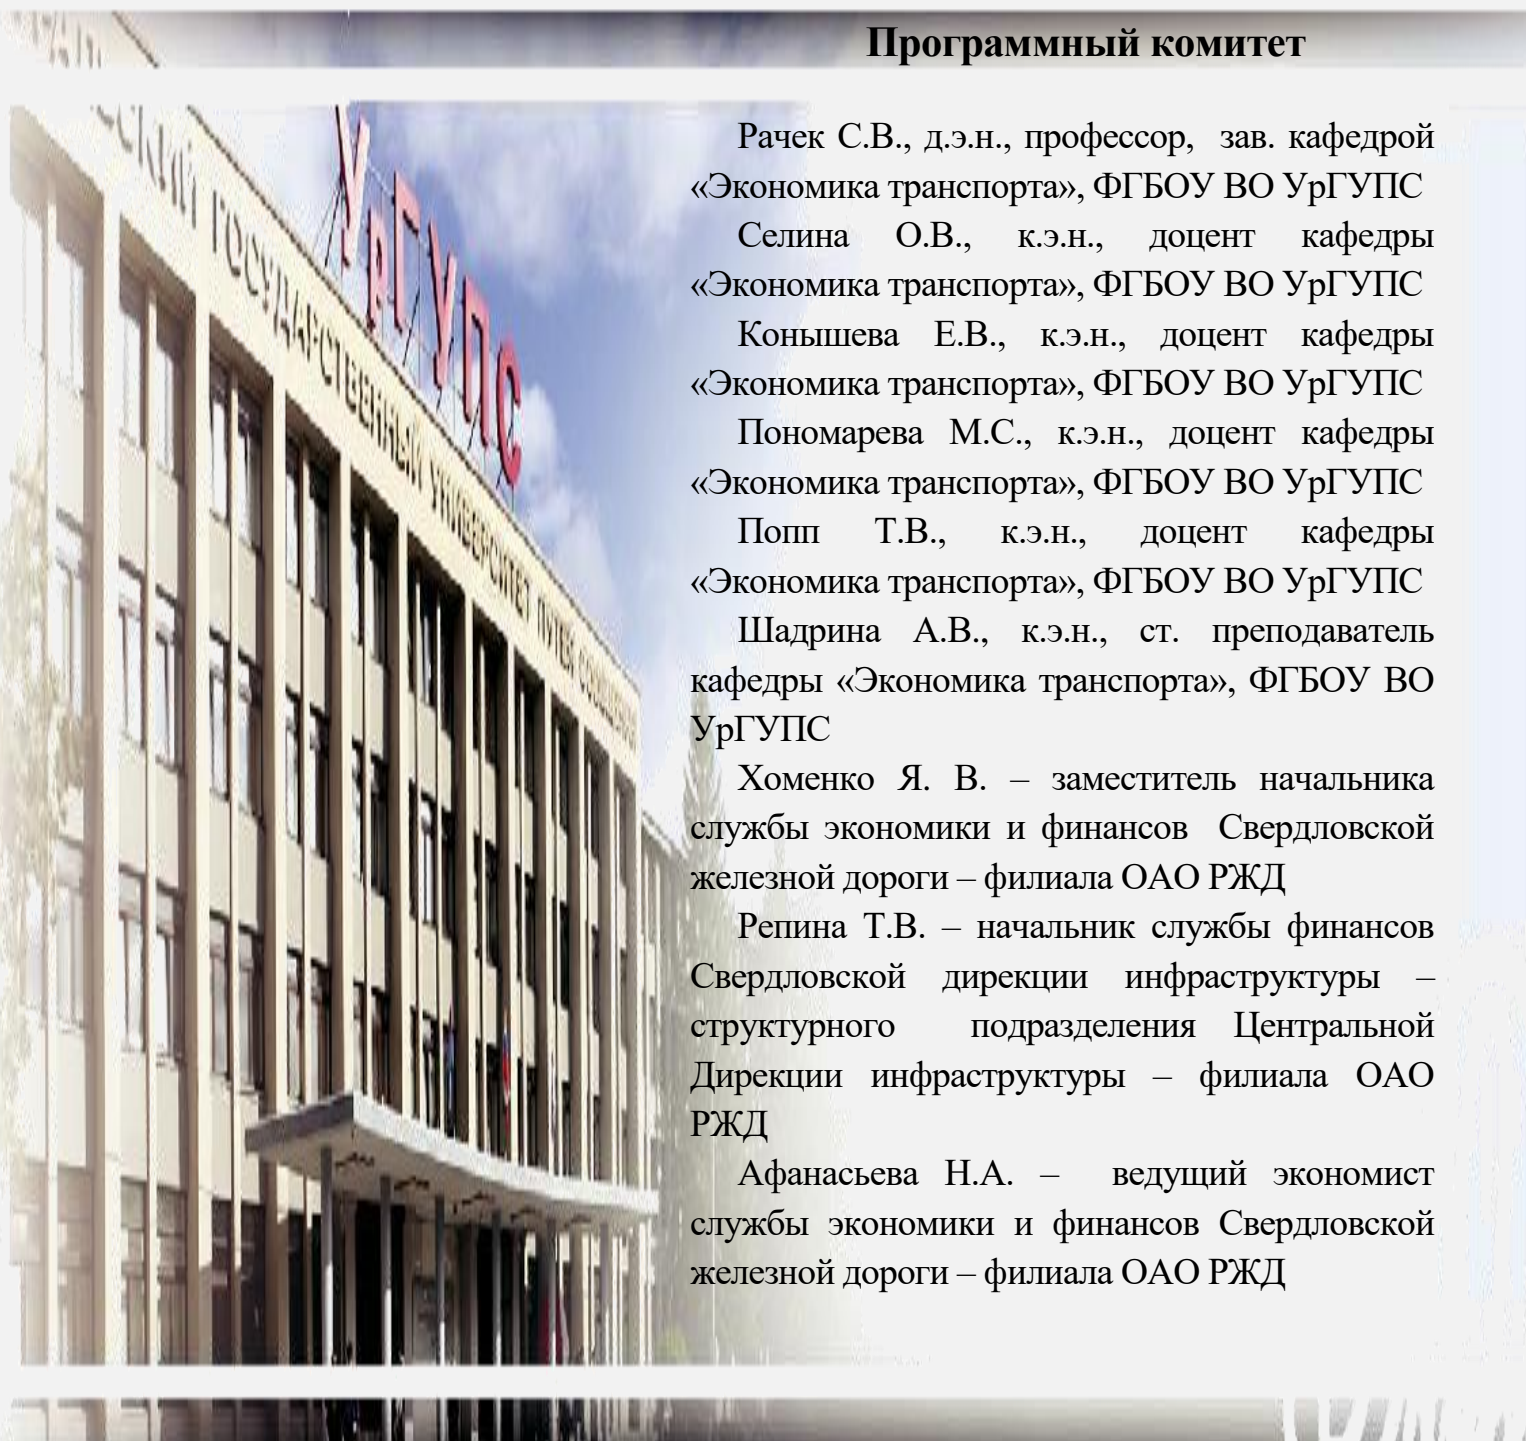 Программный комитет
УрГУПС
ГОСУДАРСТВЕННЫЙ УНИВЕРСИТЕТ ПУТЕЙ СООБЩЕНИЯ
Рачек С.В., д.э.н., профессор, зав. кафедрой
«Экономика транспорта», ФГБОУ ВО УрГУПС
Селина О.В., к.э.н., доцент кафедры
«Экономика транспорта», ФГБОУ ВО УрГУПС
Конышева Е.В., к.э.н., доцент кафедры
«Экономика транспорта», ФГБОУ ВО УрГУПС
Пономарева М.С., к.э.н., доцент кафедры
«Экономика транспорта», ФГБОУ ВО УрГУПС
Попп Т.В., к.э.н., доцент кафедры
«Экономика транспорта», ФГБОУ ВО УрГУПС
Шадрина А.В., к.э.н., ст. преподаватель
кафедры «Экономика транспорта», ФГБОУ ВО
УрГУПС
Хоменко Я. В. – заместитель начальника
службы экономики и финансов Свердловской
железной дороги – филиала ОАО РЖД
Репина Т.В. – начальник службы финансов
Свердловской дирекции инфраструктуры –
структурного подразделения Центральной
Дирекции инфраструктуры – филиала ОАО
РЖД
Афанасьева Н.А. – ведущий экономист
службы экономики и финансов Свердловской
железной дороги – филиала ОАО РЖД